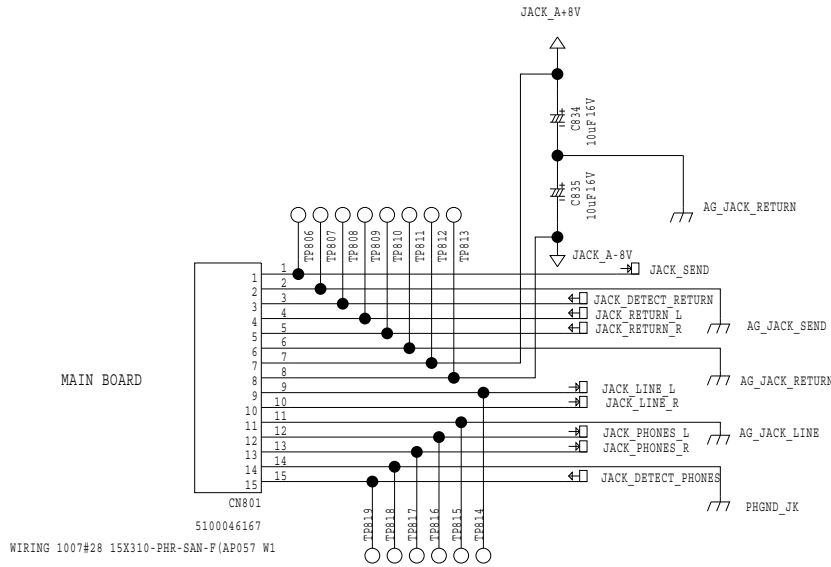 JACK_A+8V
C834
10uF16V
C835
10uF16V
AG_JACK_RETURN
JACK_A-8V
TP806
TP807
TP808
TP809
TP810
TP811
TP812
TP813
1 1 JACK_SEND
2 2
3 3 JACK_DETECT_RETURN
4 4 JACK_RETURN_L
5 5 JACK_RETURN_R
AG_JACK_SEND
6 6
7 7
8 8
AG_JACK_RETURN
MAIN BOARD
9 9 JACK_LINE_L
10 10 JACK_LINE_R
11 11
AG_JACK_LINE
12 12 JACK_PHONES_L
13 13 JACK_PHONES_R
14 14
15 15 JACK_DETECT_PHONES
PHGND_JK
CN801
5100046167
WIRING 1007#28 15X310-PHR-SAN-F(AP057 W1
TP819
TP818
TP817
TP816
TP815
TP814